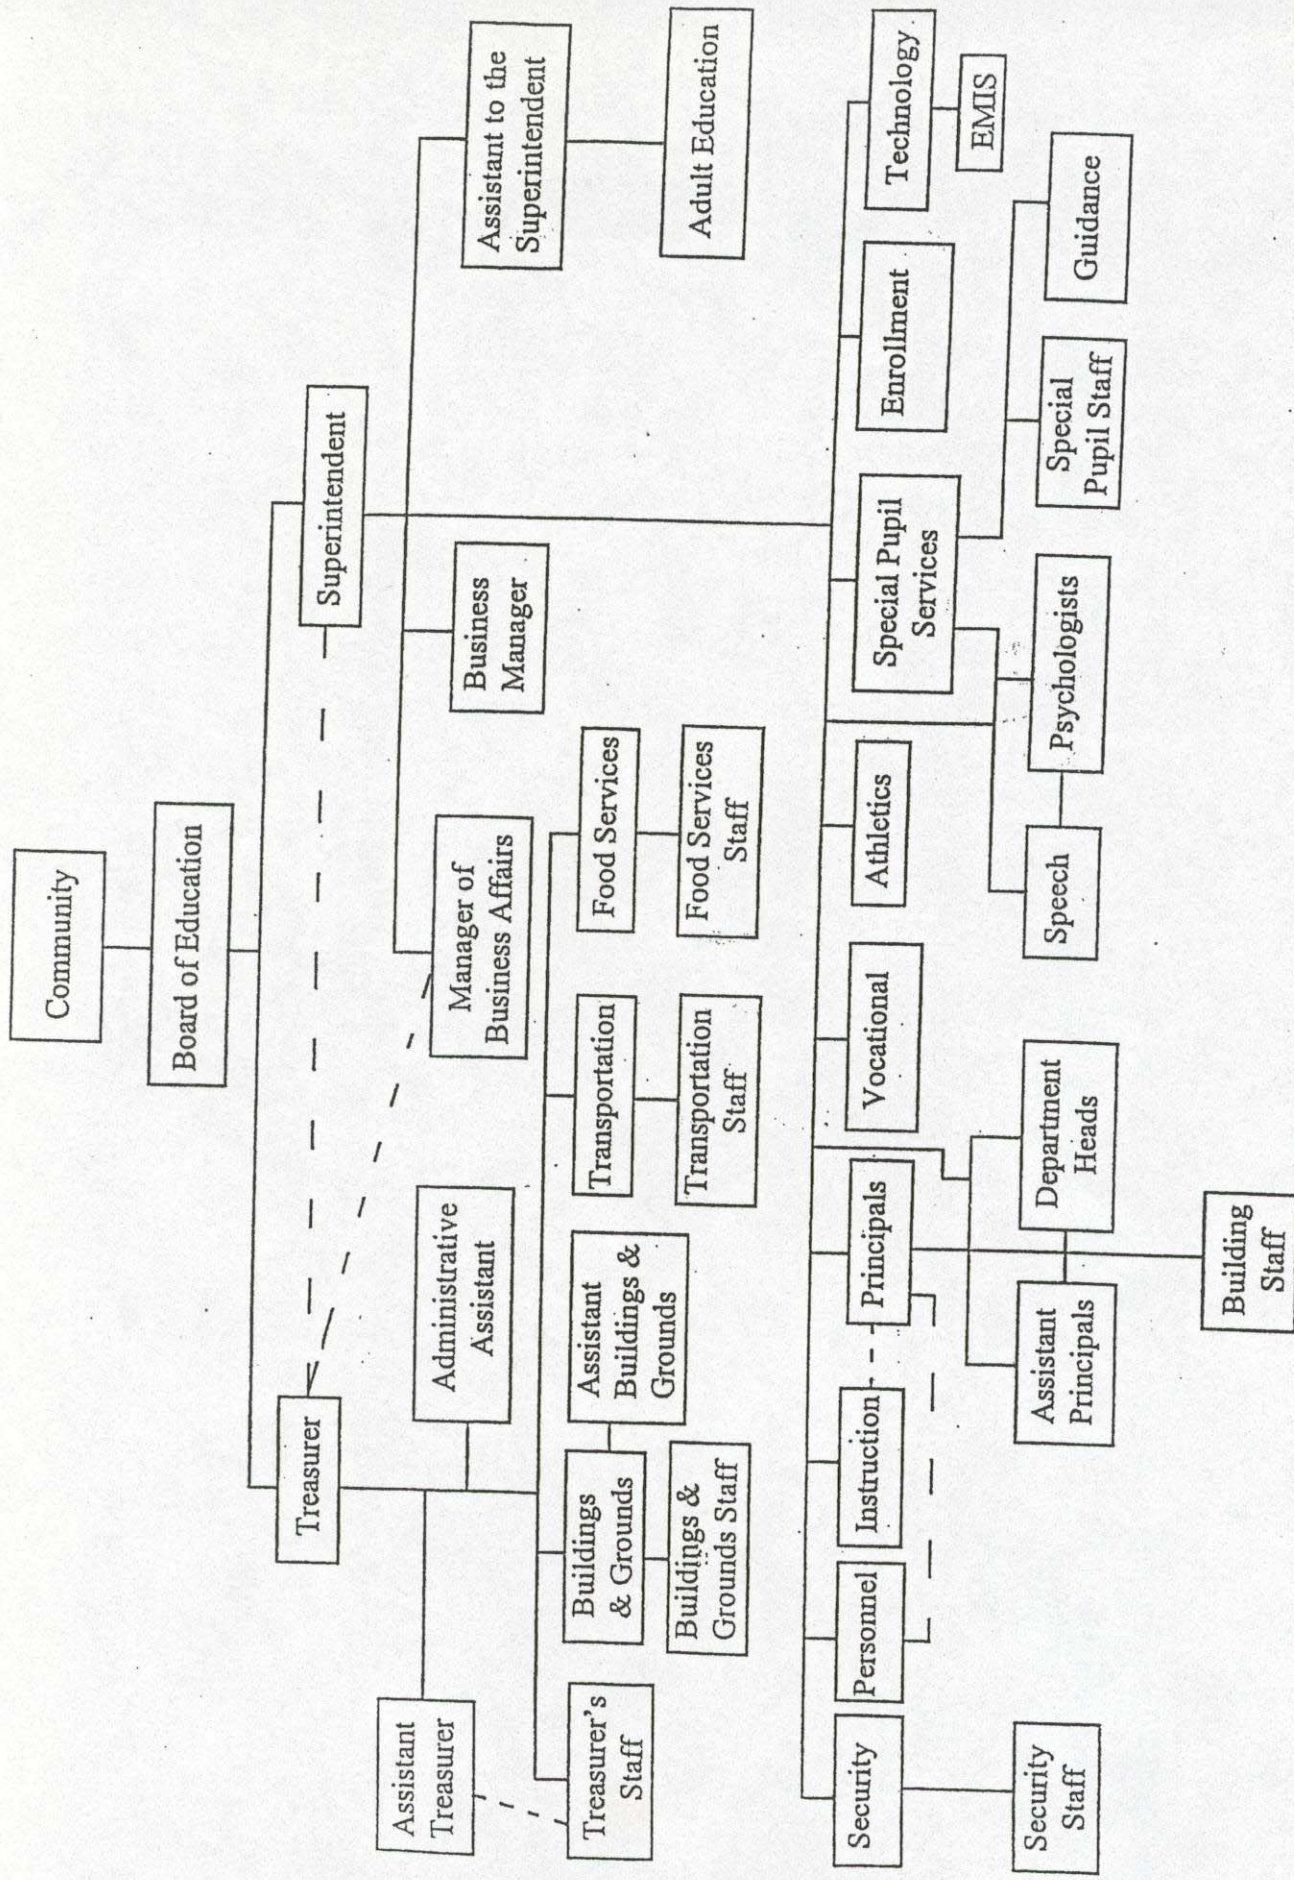 Community
Board of Education
Treasurer
Superintendent
Assistant
Treasurer
Administrative
Assistant
Manager of
Business Affairs
Business
Manager
Assistant to the
Superintendent
Treasurer's
Staff
Buildings
& Grounds
Assistant
Buildings &
Grounds
Transportation
Food Services
Adult Education
Buildings &
Grounds Staff
Transportation
Staff
Food Services
Staff
Security
Personnel
Instruction
Principals
Vocational
Athletics
Special Pupil
Services
Enrollment
Technology
EMIS
Security
Staff
Assistant
Principals
Department
Heads
Speech
Psychologists
Special
Pupil Staff
Guidance
Building
Staff